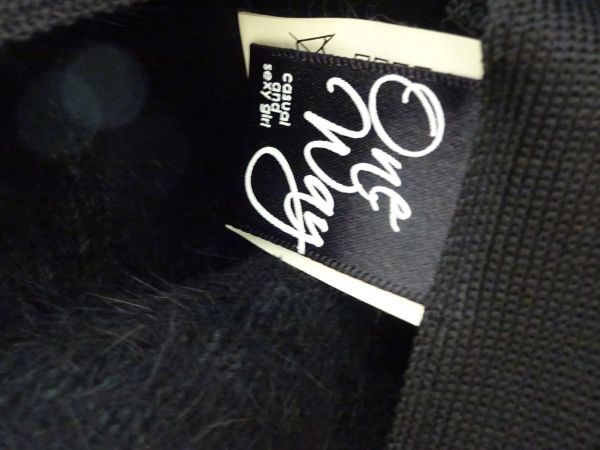 One
Way
casual
and
sexy girl